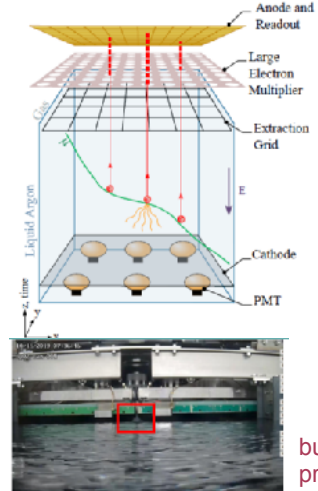 Anode and
Readout
Large
Electron
Multiplier
Gas
Extraction
Grid
E
Liquid Argon
Cathode
PMT
z, time
bu
pr